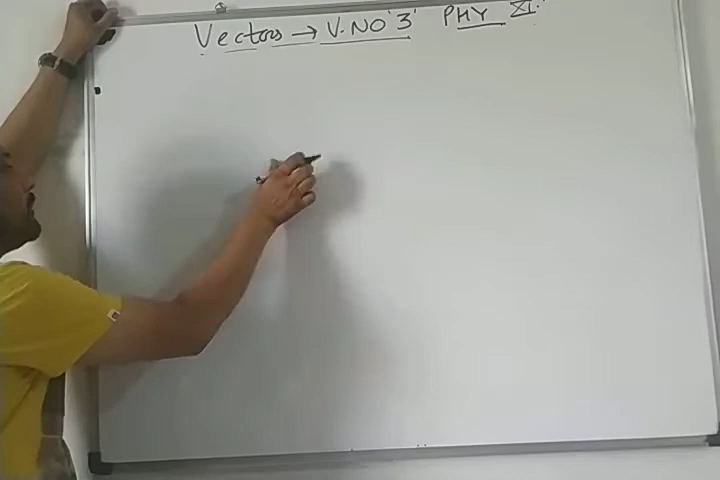 Vectors → V.NO '3' PHY XI.